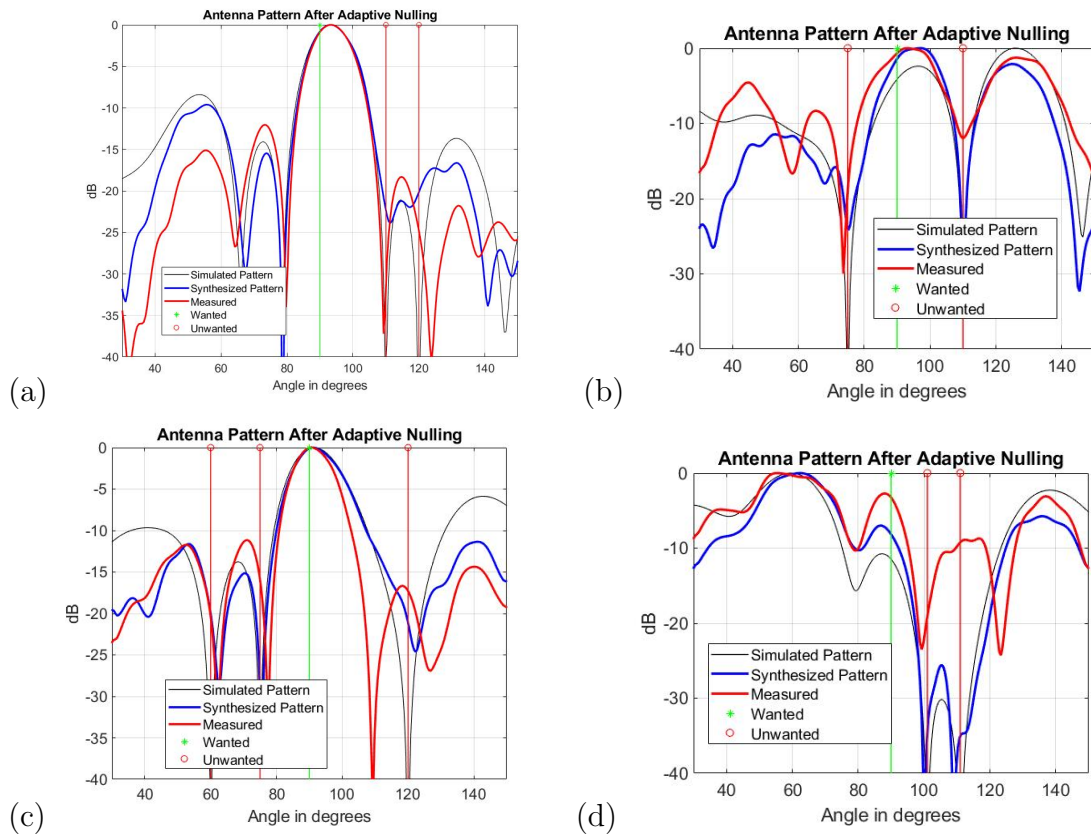 Antenna Pattern After Adaptive Nulling
0
-5
-10
-15
-20
-25
-30
-35
-40
dB
40 60 80 100 120 140
Angle in degrees
Simulated Pattern
Synthesized Pattern
Measured
Wanted
Unwanted
(a)
Antenna Pattern After Adaptive Nulling
0
-10
-20
-30
-40
dB
40 60 80 100 120 140
Angle in degrees
Simulated Pattern
Synthesized Pattern
Measured
Wanted
Unwanted
(b)
Antenna Pattern After Adaptive Nulling
0
-5
-10
-15
-20
-25
-30
-35
-40
dB
40 60 80 100 120 140
Angle in degrees
Simulated Pattern
Synthesized Pattern
Measured
Wanted
Unwanted
(c)
Antenna Pattern After Adaptive Nulling
0
-10
-20
-30
-40
dB
40 60 80 100 120 140
Angle in degrees
Simulated Pattern
Synthesized Pattern
Measured
Wanted
Unwanted
(d)